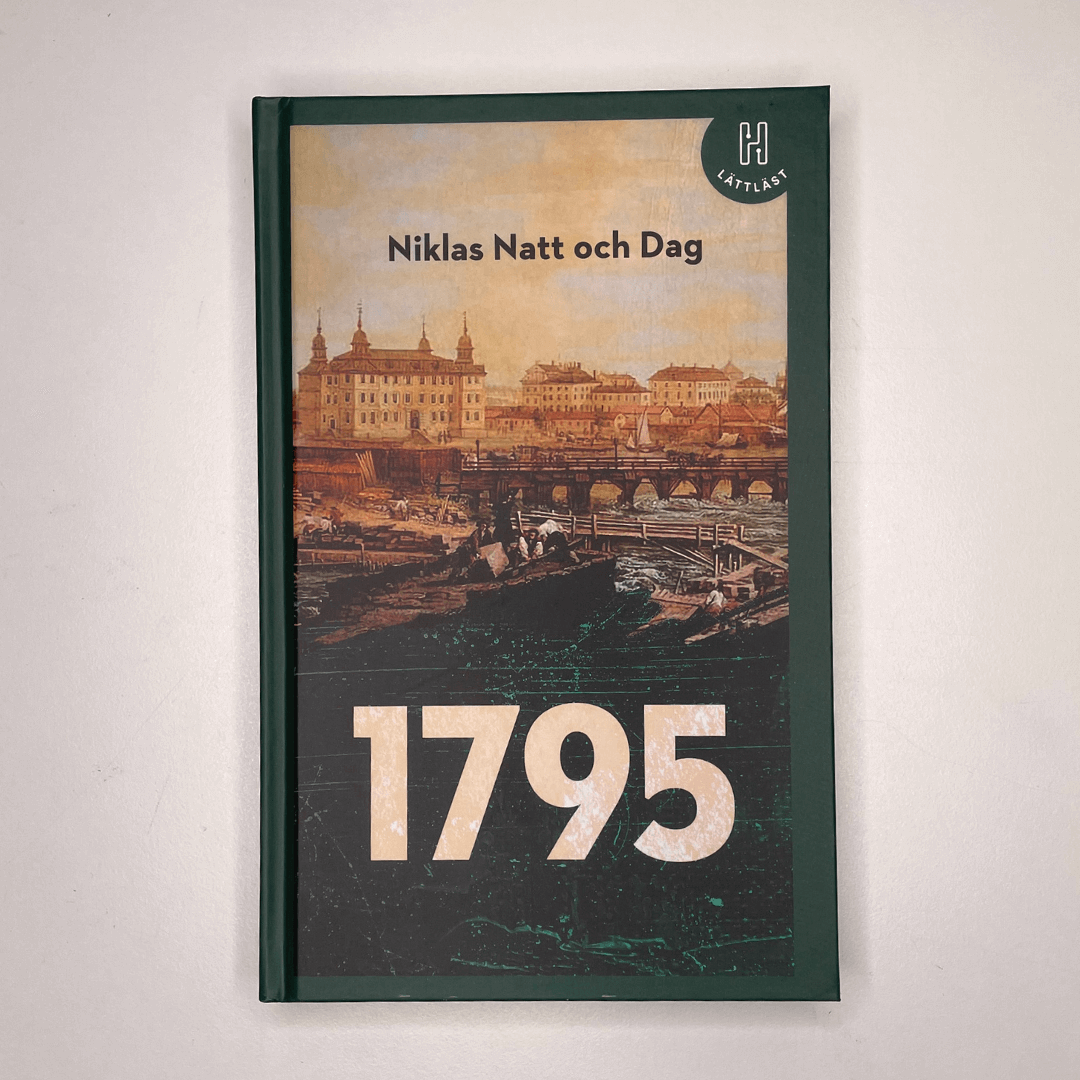 H
LÄTTLÄST
Niklas Natt och Dag
1795